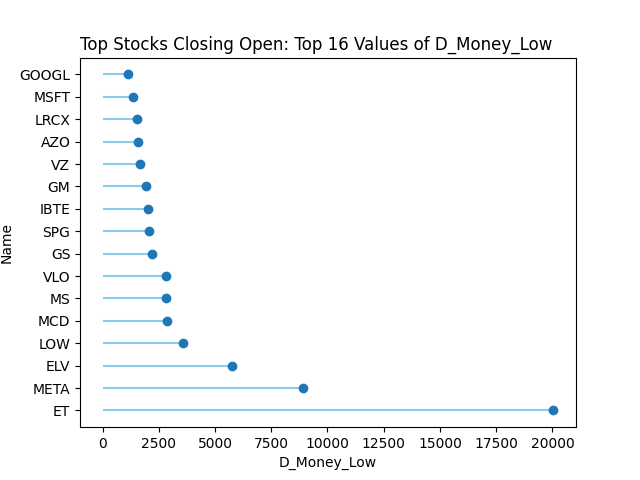 Top Stocks Closing Open: Top 16 Values of D_Money_Low
GOOGL
MSFT
LRCX
AZO
VZ
GM
IBTE
SPG
GS
VLO
MS
MCD
LOW
ELV
META
ET
Name
0 2500 5000 7500 10000 12500 15000 17500 20000
D_Money_Low